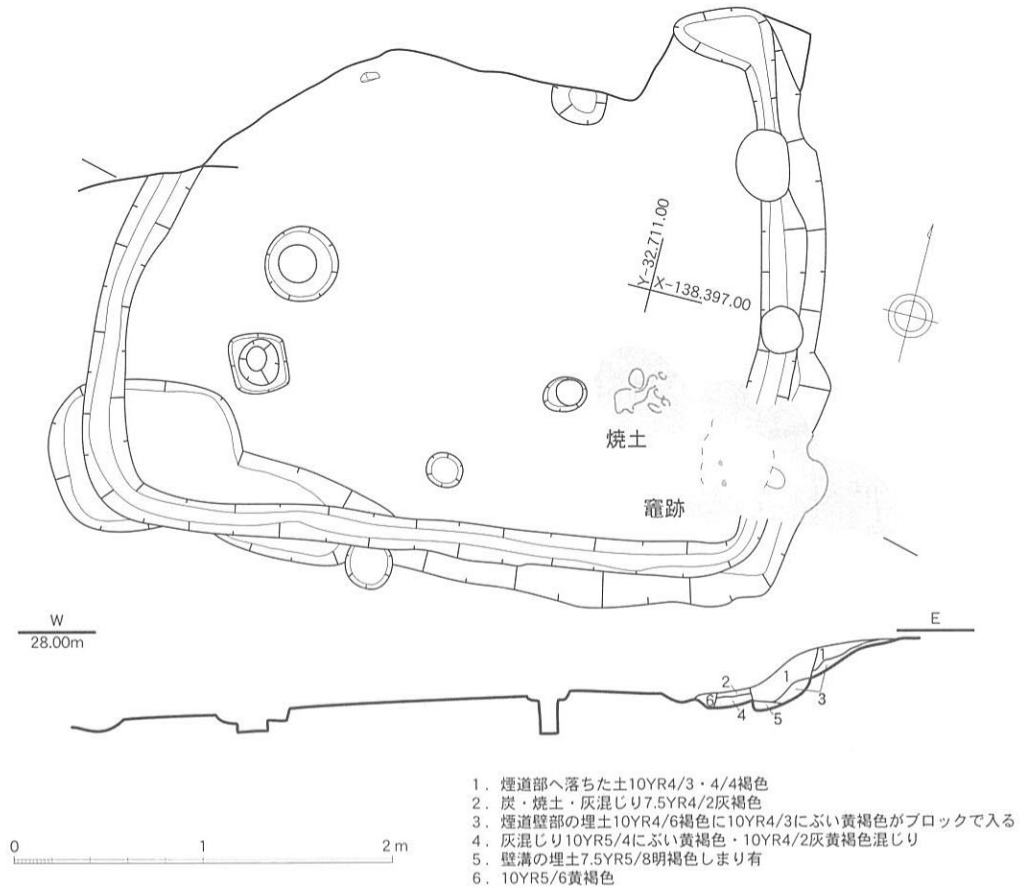 Y-32.711.00
X-138.397.00
焼土
竈跡
W
28.00m
E
1
2
3
4
5
6
1．煙道部へ落ちた土10YR4/3・4/4褐色
2．炭・焼土・灰混じり7.5YR4/2灰褐色
3．煙道壁部の埋土10YR4/6褐色に10YR4/3にぶい黄褐色がブロックで入る
4．灰混じり10YR5/4にぶい黄褐色・10YR4/2灰黄褐色混じり
5．壁溝の埋土7.5YR5/8明褐色しまり有
6．10YR5/6黄褐色
0 1 2 m